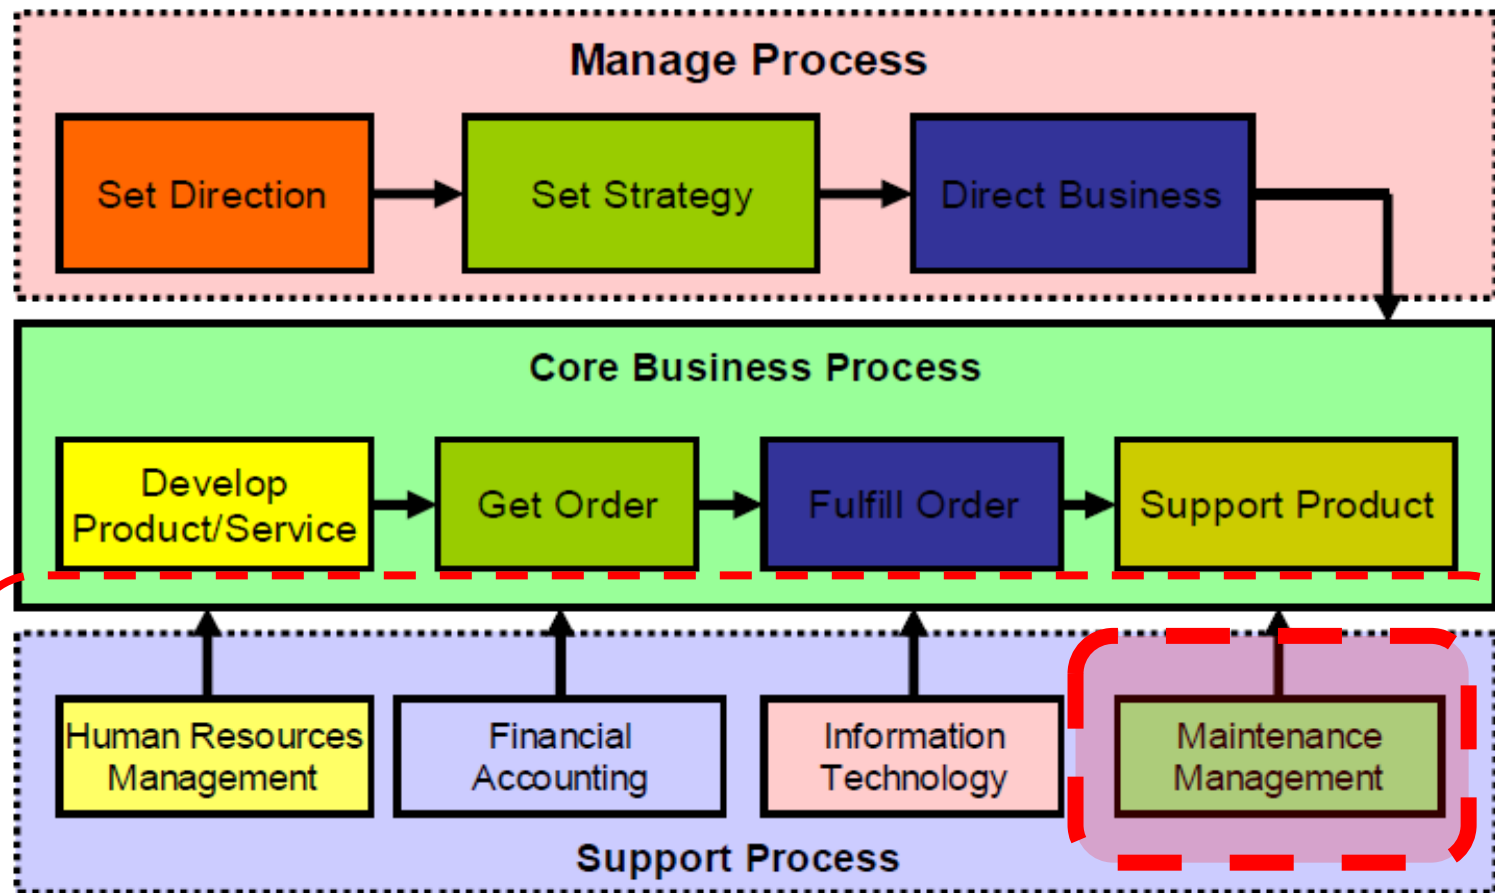 Manage Process
Set Direction
Set Strategy
Direct Business
Core Business Process
Develop
Product/Service
Get Order
Fulfill Order
Support Product
Human Resources
Management
Financial
Accounting
Information
Technology
Maintenance
Management
Support Process